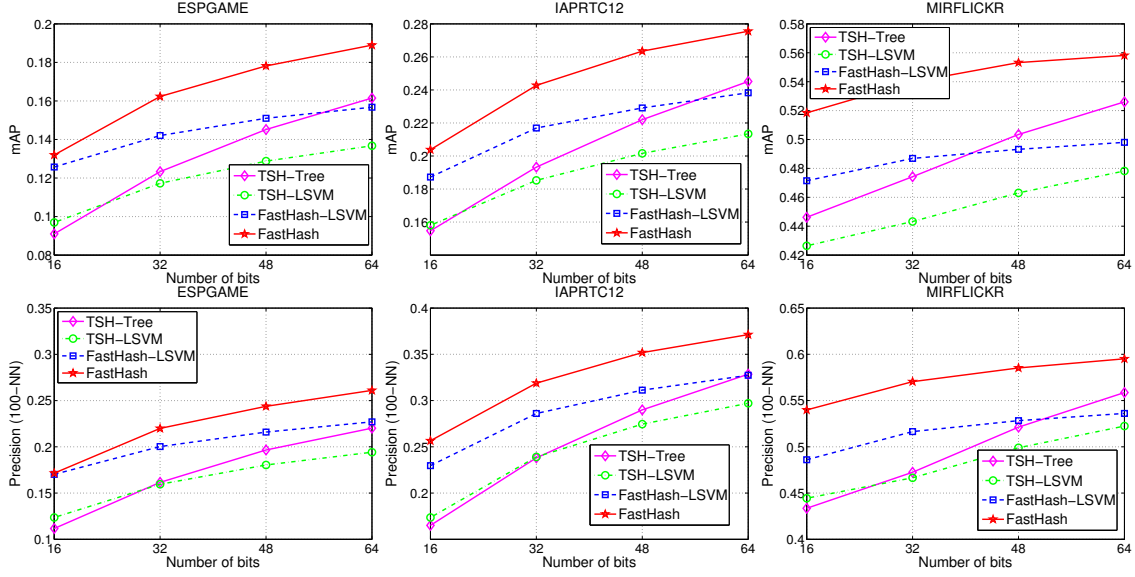 ESPGAME
0.2
0.18
0.16
0.14
0.12
0.1
0.08
mAP
16
32
48
64
Number of bits
TSH−Tree
TSH−LSVM
FastHash−LSVM
FastHash
IAPRTC12
0.28
0.26
0.24
0.22
0.2
0.18
0.16
mAP
16
32
48
64
Number of bits
TSH−Tree
TSH−LSVM
FastHash−LSVM
FastHash
MIRFLICKR
0.58
0.56
0.54
0.52
0.5
0.48
0.46
0.44
0.42
mAP
16
32
48
64
Number of bits
TSH−Tree
TSH−LSVM
FastHash−LSVM
FastHash
ESPGAME
0.35
0.3
0.25
0.2
0.15
0.1
Precision (100−NN)
16
32
48
64
Number of bits
TSH−Tree
TSH−LSVM
FastHash−LSVM
FastHash
IAPRTC12
0.4
0.35
0.3
0.25
0.2
Precision (100−NN)
16
32
48
64
Number of bits
TSH−Tree
TSH−LSVM
FastHash−LSVM
FastHash
MIRFLICKR
0.65
0.6
0.55
0.5
0.45
0.4
Precision (100−NN)
16
32
48
64
Number of bits
TSH−Tree
TSH−LSVM
FastHash−LSVM
FastHash